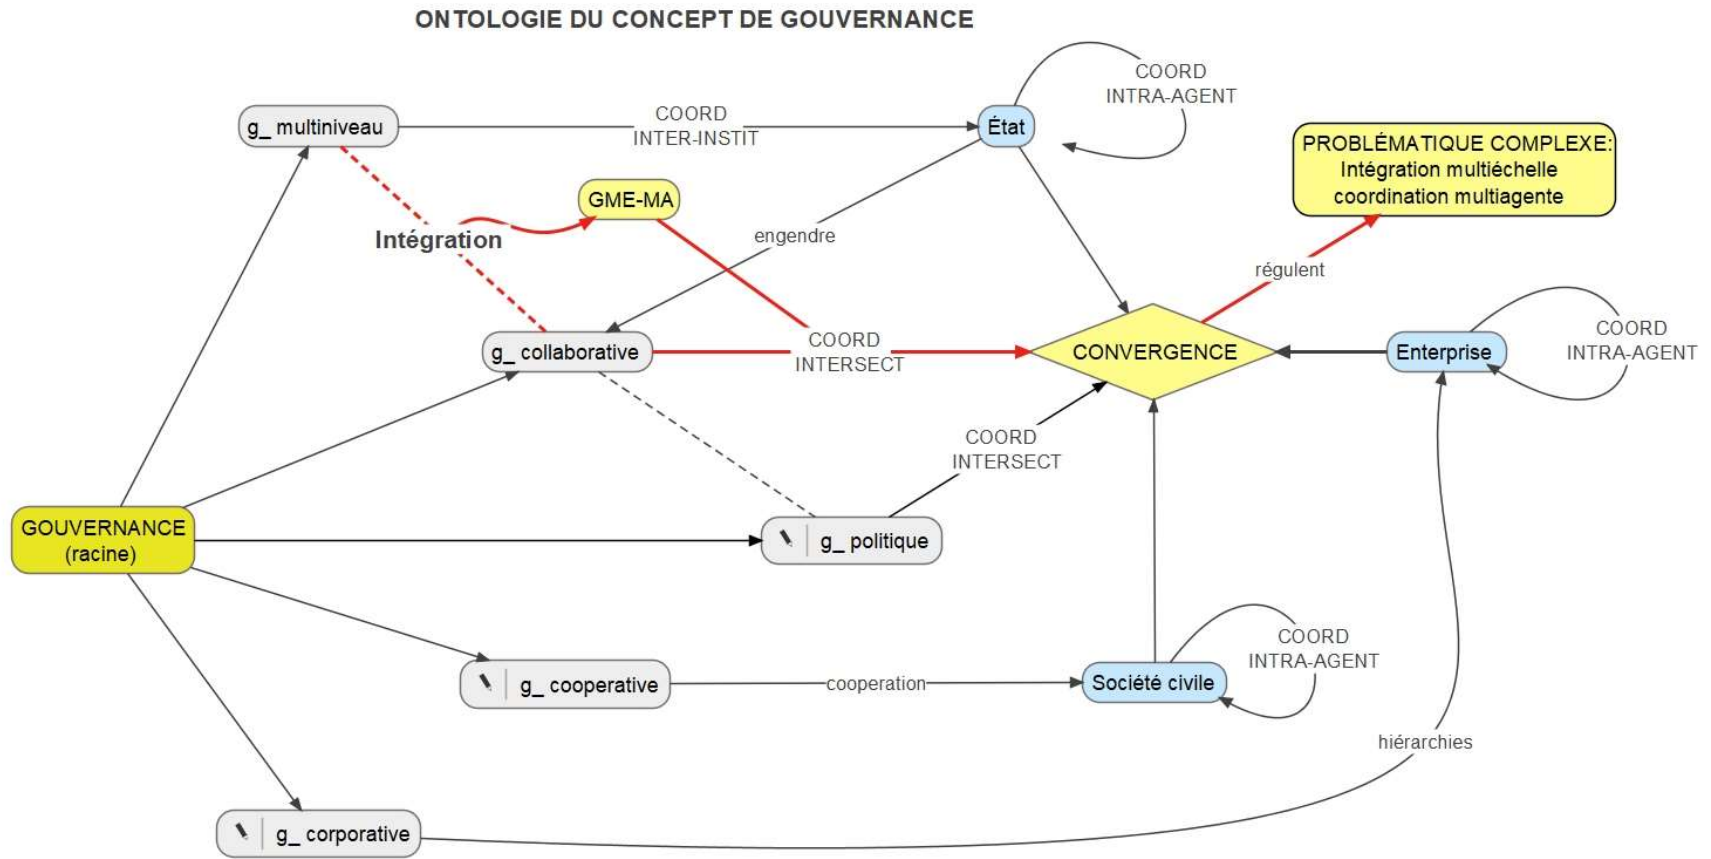 ONTOLOGIE DU CONCEPT DE GOUVERNANCE
COORD
INTRA-AGENT
g_ multiniveau
COORD
INTER-INSTIT
État
PROBLÉMATIQUE COMPLEXE:
Intégration multiéchelle
coordination multiagente
GME-MA
Intégration
engendre
régulent
g_ collaborative
COORD
INTERSECT
CONVERGENCE
Enterprise
COORD
INTRA-AGENT
COORD
INTERSECT
GOUVERNANCE
(racine)
g_ politique
g_ cooperative
cooperation
Société civile
COORD
INTRA-AGENT
hiérarchies
g_ corporative